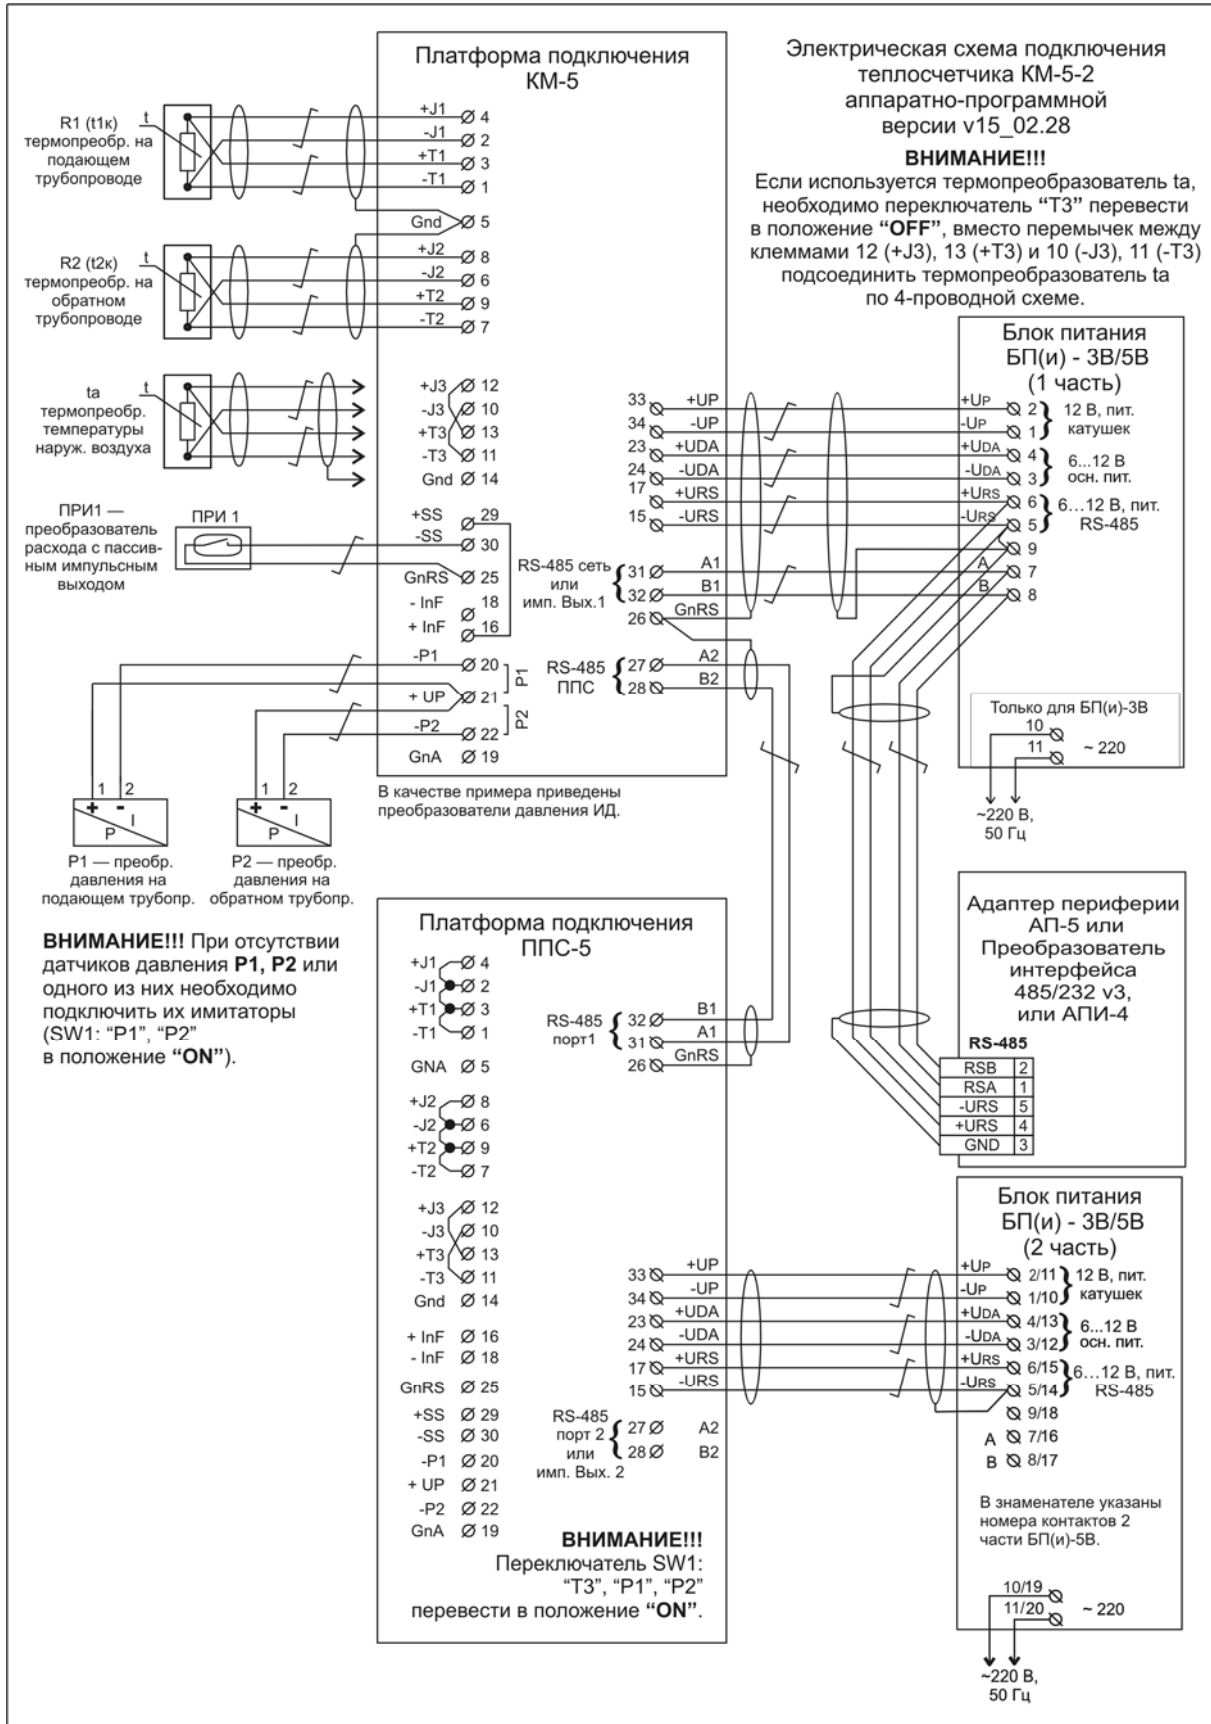 Электрическая схема подключения
теплосчетчика КМ-5-2
аппаратно-программной
версии v15_02.28
ВНИМАНИЕ!!!
Если используется термопреобразователь ta,
необходимо переключатель “Т3” перевести
в положение “OFF”, вместо перемычек между
клеммами 12 (+J3), 13 (+T3) и 10 (-J3), 11 (-T3)
подсоединить термопреобразователь ta
по 4-проводной схеме.
Платформа подключения
КМ-5
R1 (t1к)
термопреобр. на
подающем
трубопроводе
t
+J1 4
-J1 2
+T1 3
-T1 1
Gnd 5
R2 (t2к)
термопреобр. на
обратном
трубопроводе
t
+J2 8
-J2 6
+T2 9
-T2 7
ta
термопреобр.
температуры
наруж. воздуха
t
+J3 12
-J3 10
+T3 13
-T3 11
Gnd 14
ПРИ1 —
преобразователь
расхода с пассив-
ным импульсным
выходом
ПРИ 1
+SS 29
-SS 30
GnRS 25
- InF 18
+ InF 16
-P1 20
+ UP 21
-P2 22
GnA 19
P1
P2
33 +UP
34 -UP
23 +UDA
24 -UDA
17 +URS
15 -URS
RS-485 сеть
или
имп. Вых.1
31 A1
32 B1
26 GnRS
RS-485
ППС
27 A2
28 B2
В качестве примера приведены
преобразователи давления ИД.
1 2
+ -
P I
1 2
+ -
P I
P1 — преобр.
давления на
подающем трубопр.
P2 — преобр.
давления на
обратном трубопр.
ВНИМАНИЕ!!! При отсутствии
датчиков давления P1, P2 или
одного из них необходимо
подключить их имитаторы
(SW1: “P1”, “P2”
в положение “ON”).
Блок питания
БП(и) - 3В/5В
(1 часть)
+UP 2
-UP 1
12 В, пит.
катушек
+UDA 4
-UDA 3
6...12 В
осн. пит.
+URS 6
-URS 5
6...12 В, пит.
RS-485
9
A 7
B 8
Только для БП(и)-3В
10
11 ~ 220
~220 В,
50 Гц
Адаптер периферии
АП-5 или
Преобразователь
интерфейса
485/232 v3,
или АПИ-4
RS-485
RSB 2
RSA 1
-URS 5
+URS 4
GND 3
Платформа подключения
ППС-5
+J1 4
-J1 2
+T1 3
-T1 1
GNA 5
+J2 8
-J2 6
+T2 9
-T2 7
+J3 12
-J3 10
+T3 13
-T3 11
Gnd 14
+ InF 16
- InF 18
GnRS 25
+SS 29
-SS 30
-P1 20
+ UP 21
-P2 22
GnA 19
RS-485
порт1
32 B1
31 A1
26 GnRS
33 +UP
34 -UP
23 +UDA
24 -UDA
17 +URS
15 -URS
RS-485
порт 2
или
имп. Вых. 2
27 A2
28 B2
ВНИМАНИЕ!!!
Переключатель SW1:
“T3”, “P1”, “P2”
перевести в положение “ON”.
Блок питания
БП(и) - 3В/5В
(2 часть)
+UP 2/11
-UP 1/10
12 В, пит.
катушек
+UDA 4/13
-UDA 3/12
6...12 В
осн. пит.
+URS 6/15
-URS 5/14
6...12 В, пит.
RS-485
9/18
A 7/16
B 8/17
В знаменателе указаны
номера контактов 2
части БП(и)-5В.
10/19
11/20 ~ 220
~220 В,
50 Гц